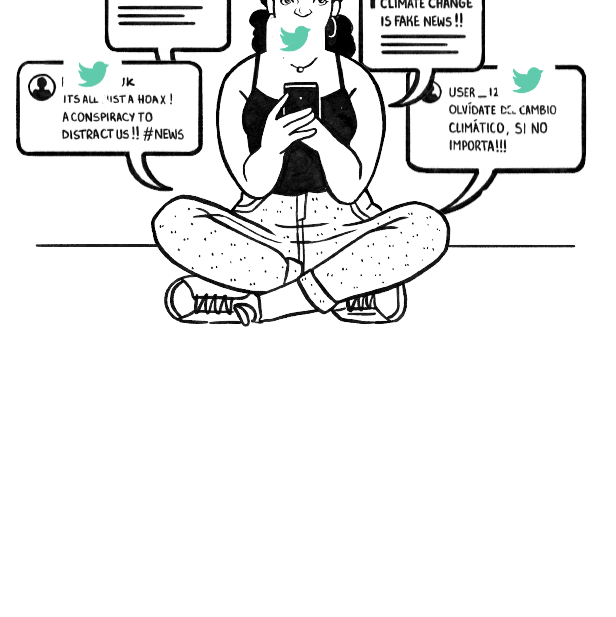 CLIMATE CHANGE
IS FAKE NEWS!!
ITS ALL A HOAX!
A CONSPIRACY TO
DISTRACT US!! #NEWS
USER_12
OLVÍDATE CAMBIO
CLIMÁTICO, SI NO
IMPORTA!!!